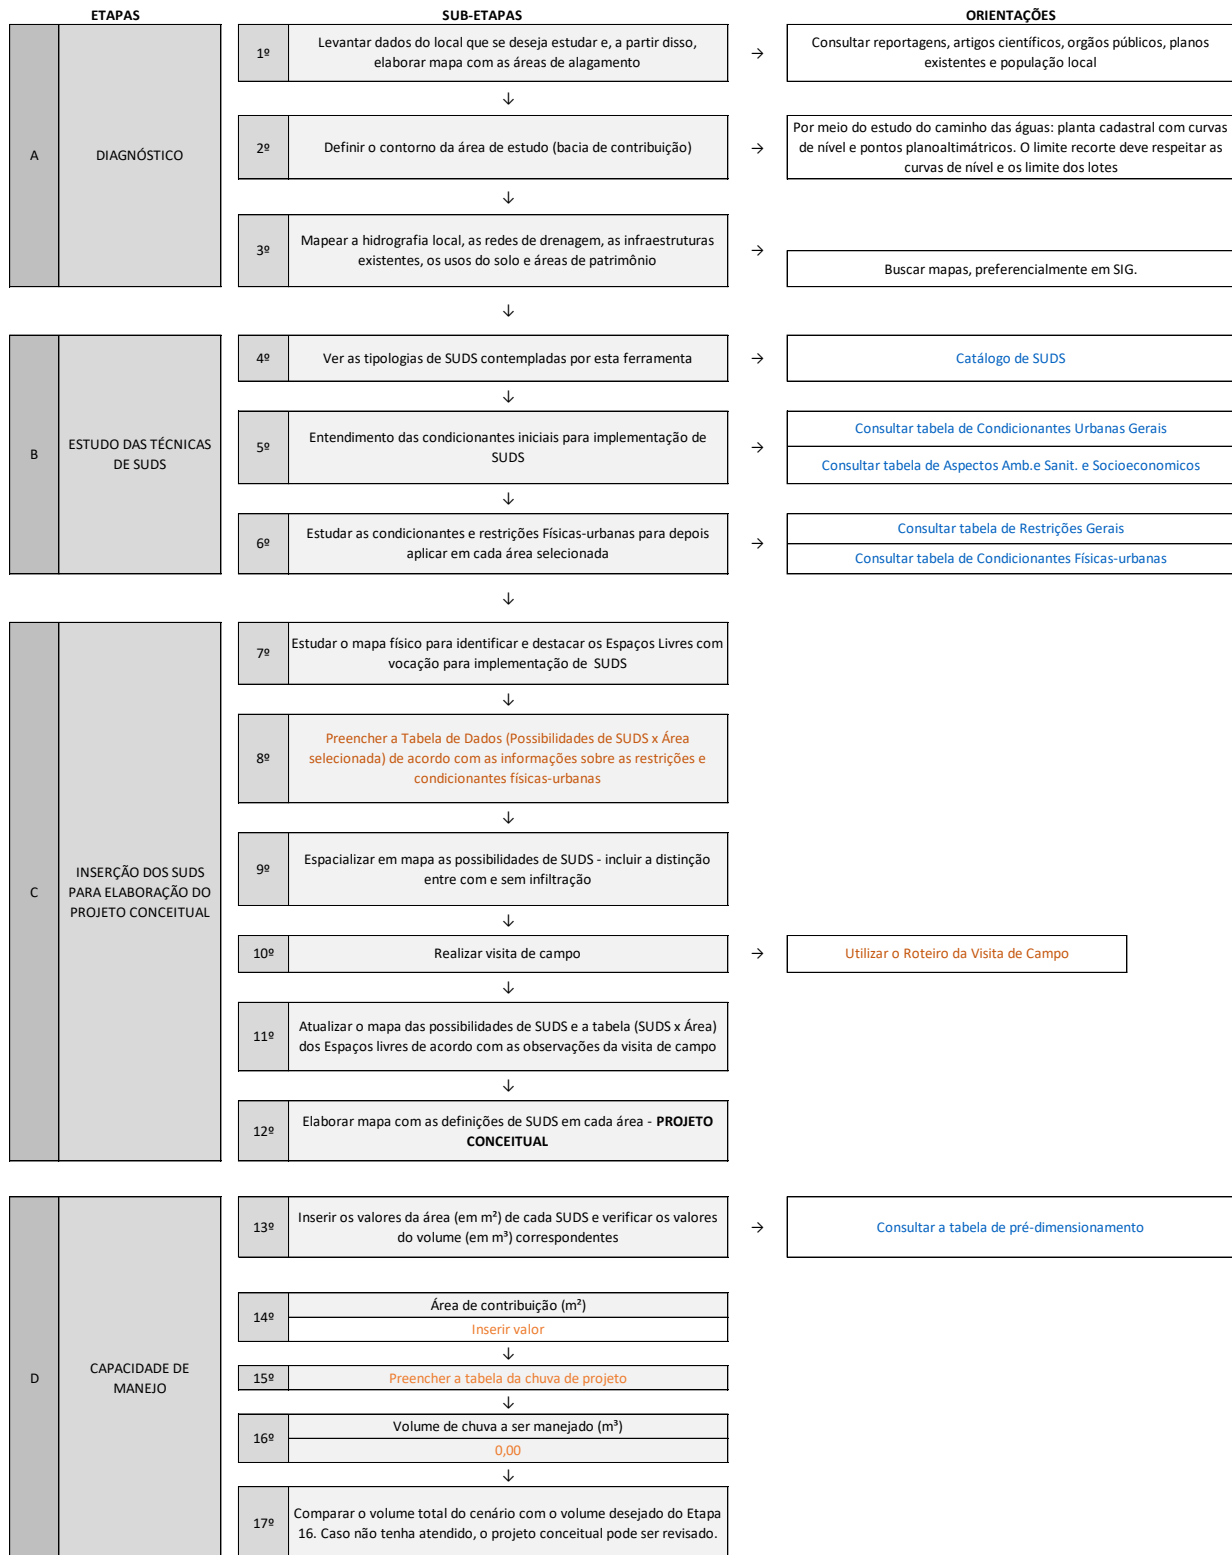 ETAPAS
SUB-ETAPAS
ORIENTAÇÕES
A
DIAGNÓSTICO
1º
Levantar dados do local que se deseja estudar e, a partir disso,
elaborar mapa com as áreas de alagamento
→
Consultar reportagens, artigos científicos, orgãos públicos, planos
existentes e população local
↓
2º
Definir o contorno da área de estudo (bacia de contribuição)
→
Por meio do estudo do caminho das águas: planta cadastral com curvas
de nível e pontos planoaltimátricos. O limite recorte deve respeitar as
curvas de nível e os limite dos lotes
↓
3º
Mapear a hidrografia local, as redes de drenagem, as infraestruturas
existentes, os usos do solo e áreas de patrimônio
→
Buscar mapas, preferencialmente em SIG.
↓
B
ESTUDO DAS TÉCNICAS
DE SUDS
4º
Ver as tipologias de SUDS contempladas por esta ferramenta
→
Catálogo de SUDS
↓
5º
Entendimento das condicionantes iniciais para implementação de
SUDS
→
Consultar tabela de Condicionantes Urbanas Gerais
Consultar tabela de Aspectos Amb.e Sanit. e Socioeconomicos
↓
6º
Estudar as condicionantes e restrições Físicas-urbanas para depois
aplicar em cada área selecionada
→
Consultar tabela de Restrições Gerais
Consultar tabela de Condicionantes Físicas-urbanas
↓
C
INSERÇÃO DOS SUDS
PARA ELABORAÇÃO DO
PROJETO CONCEITUAL
7º
Estudar o mapa físico para identificar e destacar os Espaços Livres com
vocação para implementação de SUDS
↓
8º
Preencher a Tabela de Dados (Possibilidades de SUDS x Área
selecionada) de acordo com as informações sobre as restrições e
condicionantes físicas-urbanas
↓
9º
Espacializar em mapa as possibilidades de SUDS - incluir a distinção
entre com e sem infiltração
↓
10º
Realizar visita de campo
→
Utilizar o Roteiro da Visita de Campo
↓
11º
Atualizar o mapa das possibilidades de SUDS e a tabela (SUDS x Área)
dos Espaços livres de acordo com as observações da visita de campo
↓
12º
Elaborar mapa com as definições de SUDS em cada área - PROJETO
CONCEITUAL
D
CAPACIDADE DE
MANEJO
13º
Inserir os valores da área (em m²) de cada SUDS e verificar os valores
do volume (em m³) correspondentes
→
Consultar a tabela de pré-dimensionamento
14º
Área de contribuição (m²)
Inserir valor
↓
15º
Preencher a tabela da chuva de projeto
↓
16º
Volume de chuva a ser manejado (m³)
0,00
↓
17º
Comparar o volume total do cenário com o volume desejado do Etapa
16. Caso não tenha atendido, o projeto conceitual pode ser revisado.